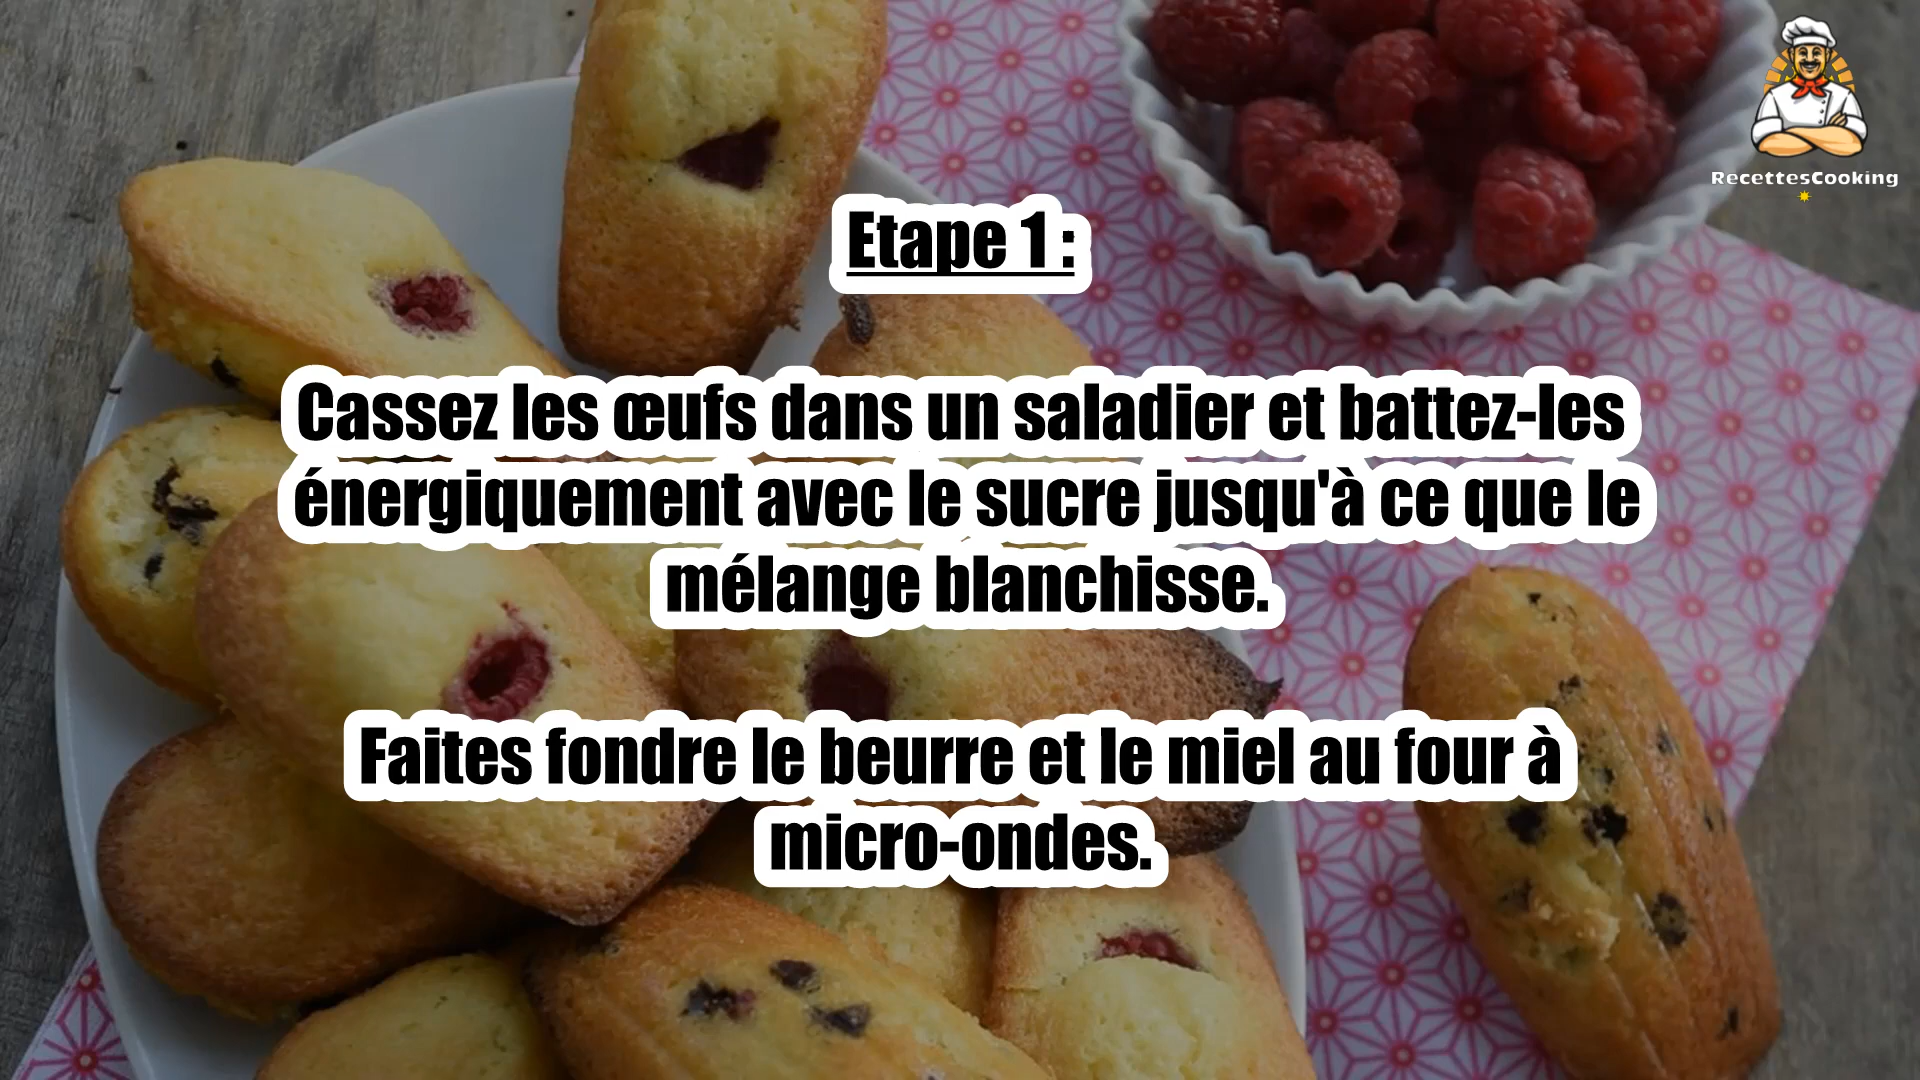 RecettesCooking
Etape 1 :
Cassez les œufs dans un saladier et battez-les
énergiquement avec le sucre jusqu'à ce que le
mélange blanchisse.
Faites fondre le beurre et le miel au four à
micro-ondes.